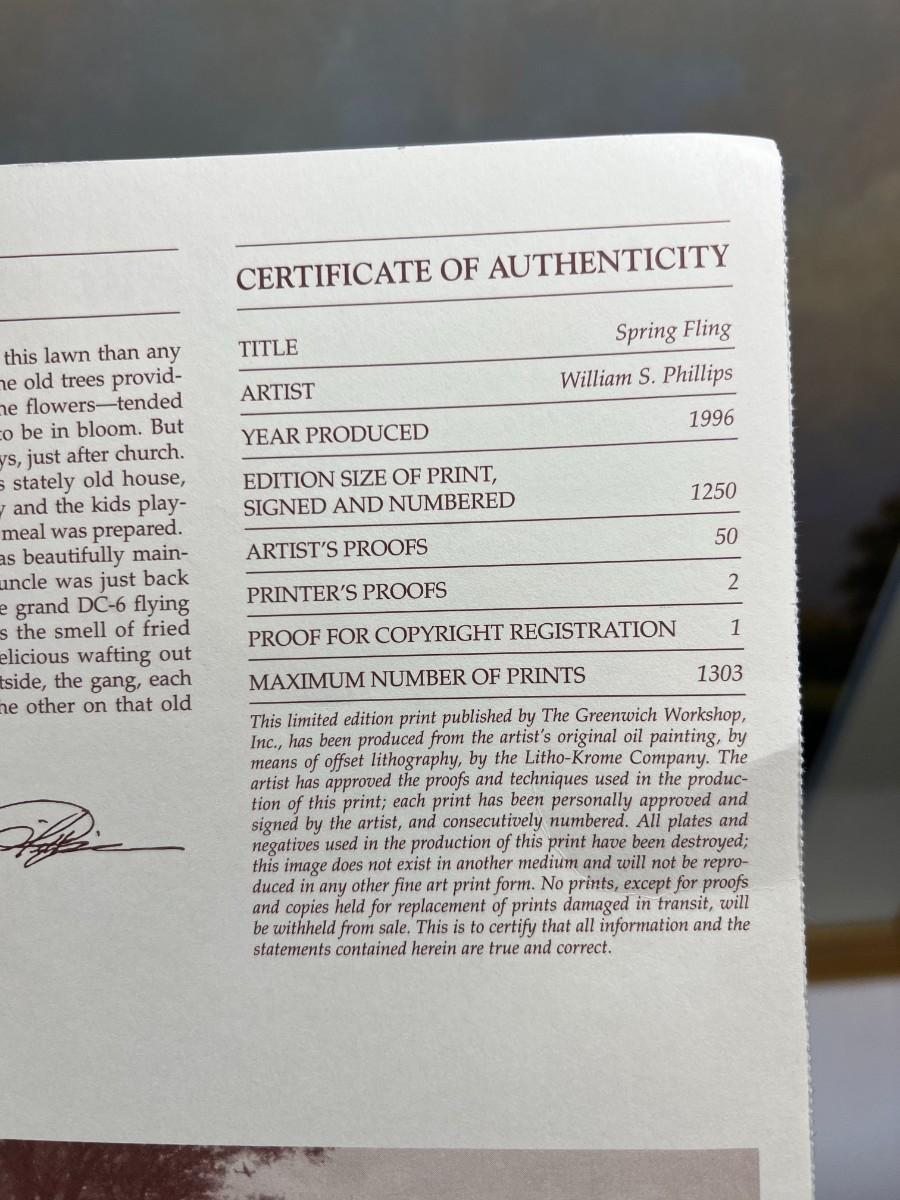 this lawn than any
old trees provid-
flowers—tended
to be in bloom. But
just after church.
stately old house,
and the kids play-
meal was prepared.
as beautifully main-
uncle was just back
grand DC-6 flying
the smell of fried
wafting out
the gang, each
other on that old
CERTIFICATE OF AUTHENTICITY
TITLE Spring Fling
ARTIST William S. Phillips
YEAR PRODUCED 1996
EDITION SIZE OF PRINT,
SIGNED AND NUMBERED 1250
ARTIST'S PROOFS 50
PRINTER'S PROOFS 2
PROOF FOR COPYRIGHT REGISTRATION 1
MAXIMUM NUMBER OF PRINTS 1303
This limited edition print published by The Greenwich Workshop,
Inc., has been produced from the artist's original oil painting, by
means of offset lithography, by the Litho-Krome Company. The
artist has approved the proofs and techniques used in the produc-
tion of this print; each print has been personally approved and
signed by the artist, and consecutively numbered. All plates and
negatives used in the production of this print have been destroyed;
this image does not exist in another medium and will not be repro-
duced in any other fine art print form. No prints, except for proofs
and copies held for replacement of prints damaged in transit, will
be withheld from sale. This is to certify that all information and the
statements contained herein are true and correct.